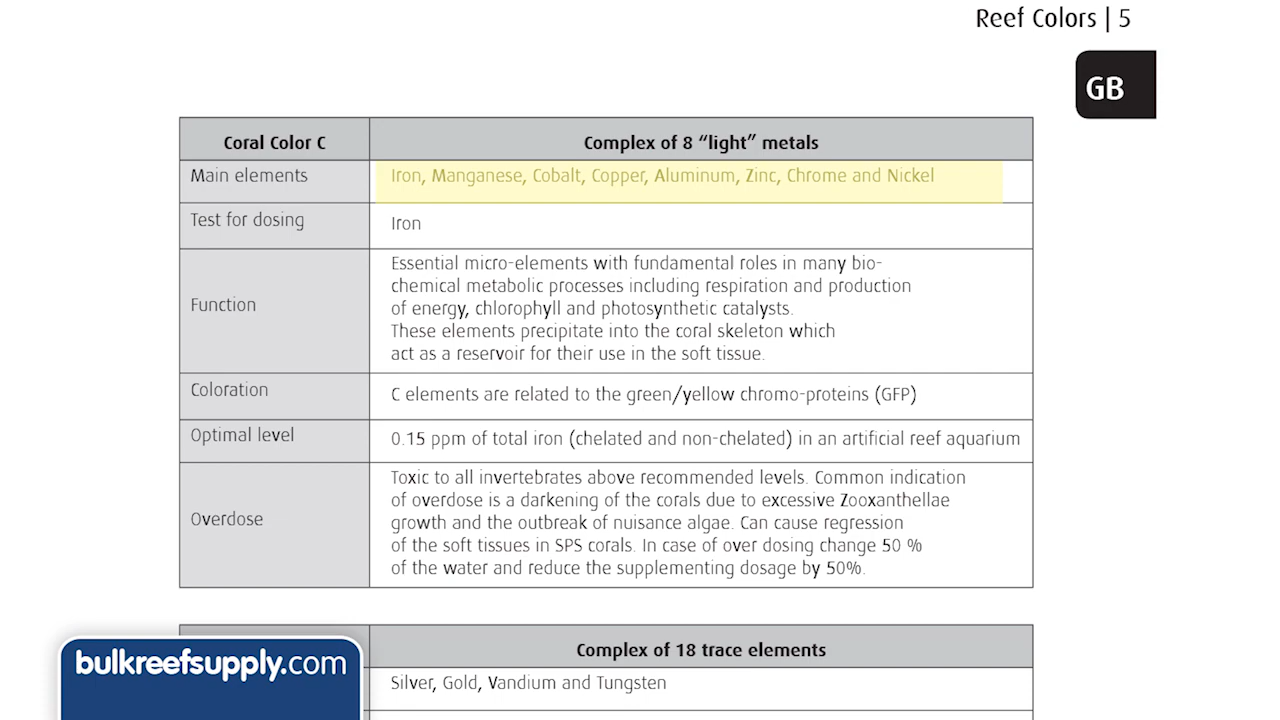 Reef Colors | 5
GB
Coral Color C
Complex of 8 “light” metals
Main elements
Iron, Manganese, Cobalt, Copper, Aluminum, Zinc, Chrome and Nickel
Test for dosing
Iron
Function
Essential micro-elements with fundamental roles in many bio-
chemical metabolic processes including respiration and production
of energy, chlorophyll and photosynthetic catalysts.
These elements precipitate into the coral skeleton which
act as a reservoir for their use in the soft tissue.
Coloration
C elements are related to the green/yellow chromo-proteins (GFP)
Optimal level
0.15 ppm of total iron (chelated and non-chelated) in an artificial reef aquarium
Overdose
Toxic to all invertebrates above recommended levels. Common indication
of overdose is a darkening of the corals due to excessive Zooxanthellae
growth and the outbreak of nuisance algae. Can cause regression
of the soft tissues in SPS corals. In case of over dosing change 50 %
of the water and reduce the supplementing dosage by 50%.
Complex of 18 trace elements
Silver, Gold, Vandium and Tungsten
bulkreefsupply.com